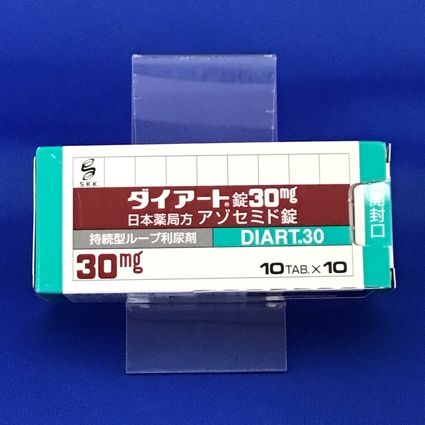 SKK
ダイアート®錠30mg
日本薬局方 アゾセミド錠
持続型ループ利尿剤 DIART®30
30mg
10TAB.×10
開封口